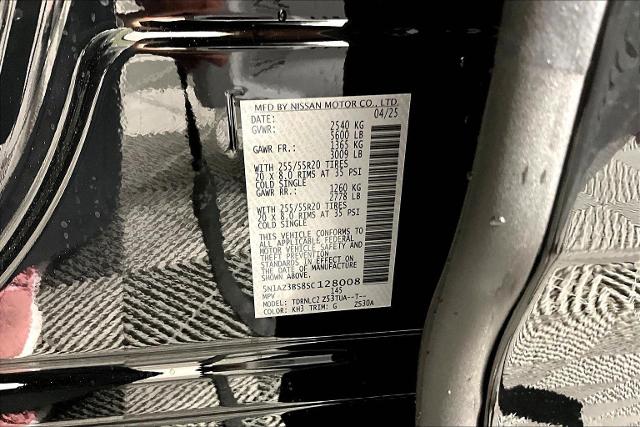 MFD BY NISSAN MOTOR CO., LTD.
DATE: 04/25
GVWR: 2540 KG
5600 LB
GAWR FR.: 1365 KG
3009 LB
WITH 255/55R20 TIRES
20 x 8.0 RIMS AT 35 PSI
COLD SINGLE
GAWR RR.: 1260 KG
2778 LB
WITH 255/55R20 TIRES
20 x 8.0 RIMS AT 35 PSI
COLD SINGLE
THIS VEHICLE CONFORMS TO
ALL APPLICABLE FEDERAL
MOTOR VEHICLE SAFETY AND
THEFT PREVENTION
STANDARDS IN EFFECT ON
THE DATE OF MANUFACTURE
SHOWN ABOVE.
5N1AZ3BS8SC128008
MPV 145
MODEL: TDRNLC2 Z53TUA--T--
COLOR: KH3 TRIM: G ZS30A